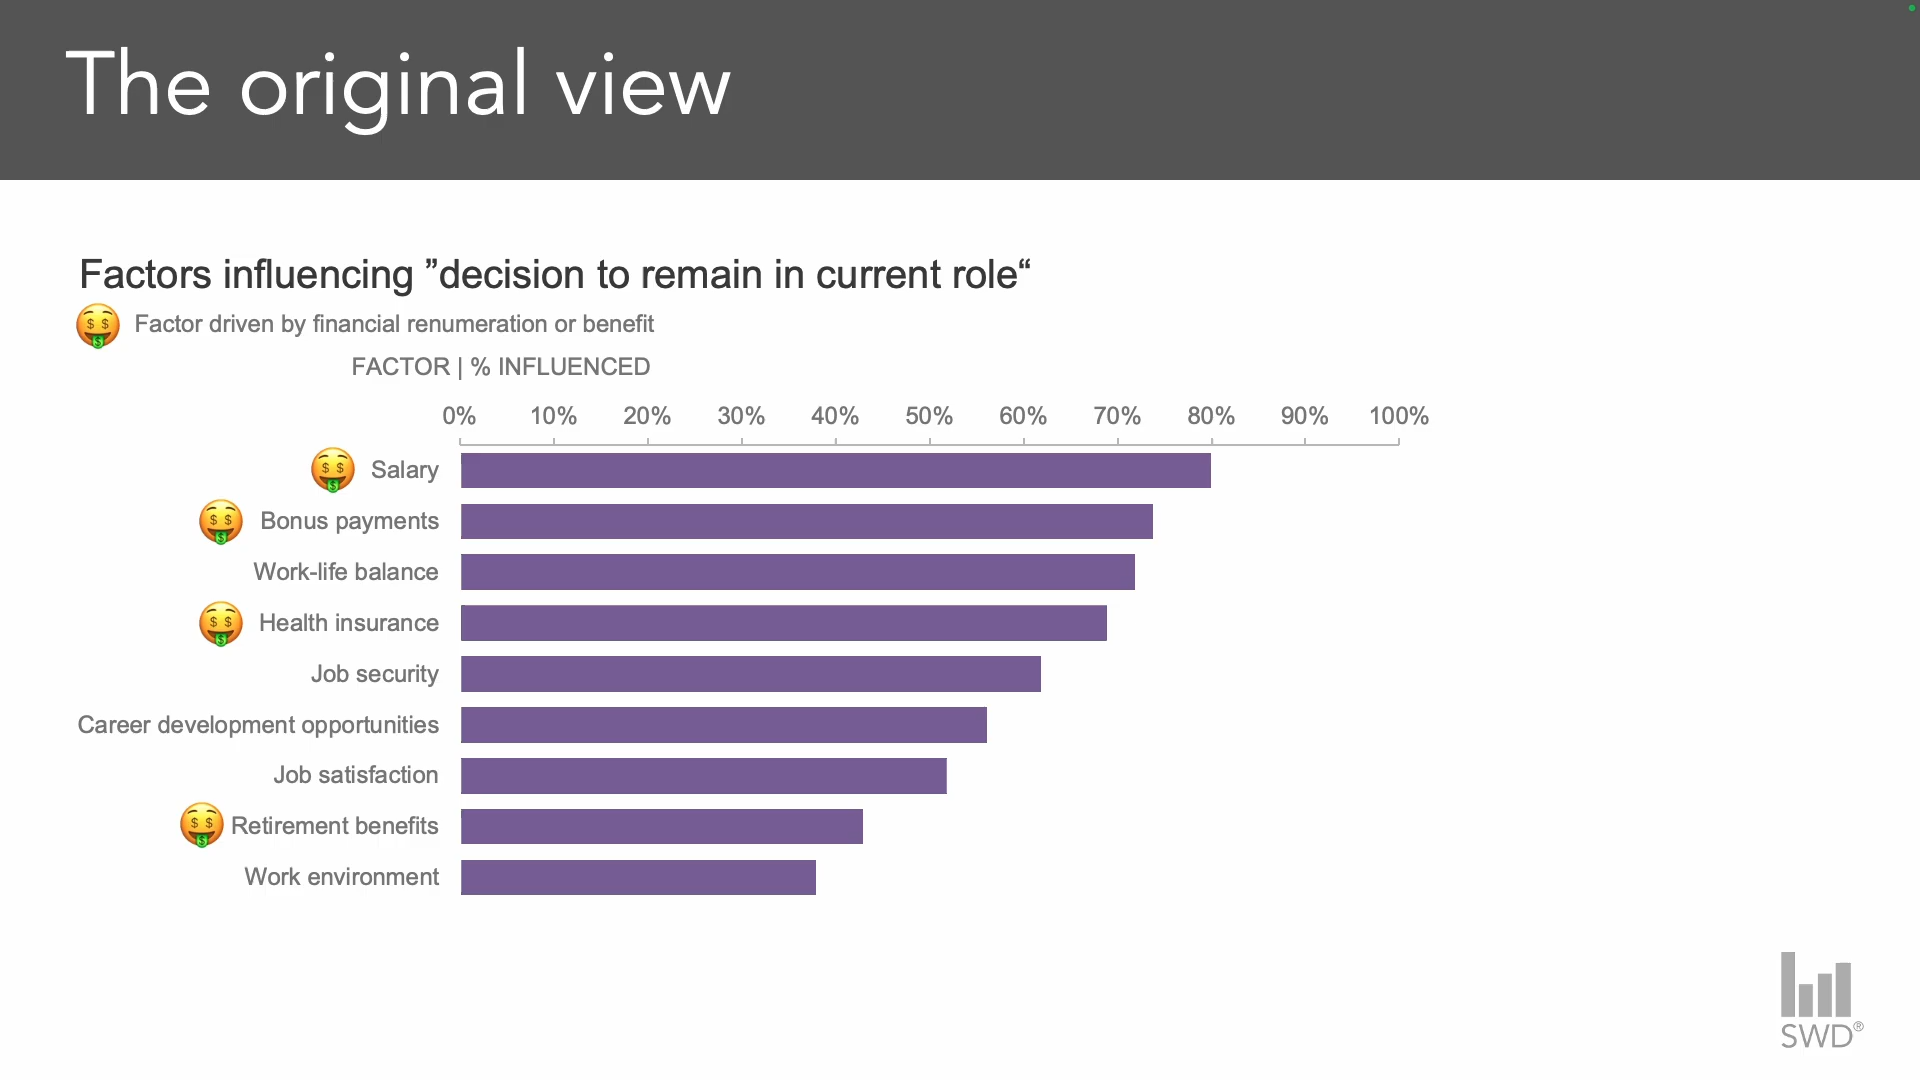 The original view
Factors influencing ”decision to remain in current role“
Factor driven by financial renumeration or benefit
FACTOR | % INFLUENCED
0% 10% 20% 30% 40% 50% 60% 70% 80% 90% 100%
Salary
Bonus payments
Work-life balance
Health insurance
Job security
Career development opportunities
Job satisfaction
Retirement benefits
Work environment
SWD®